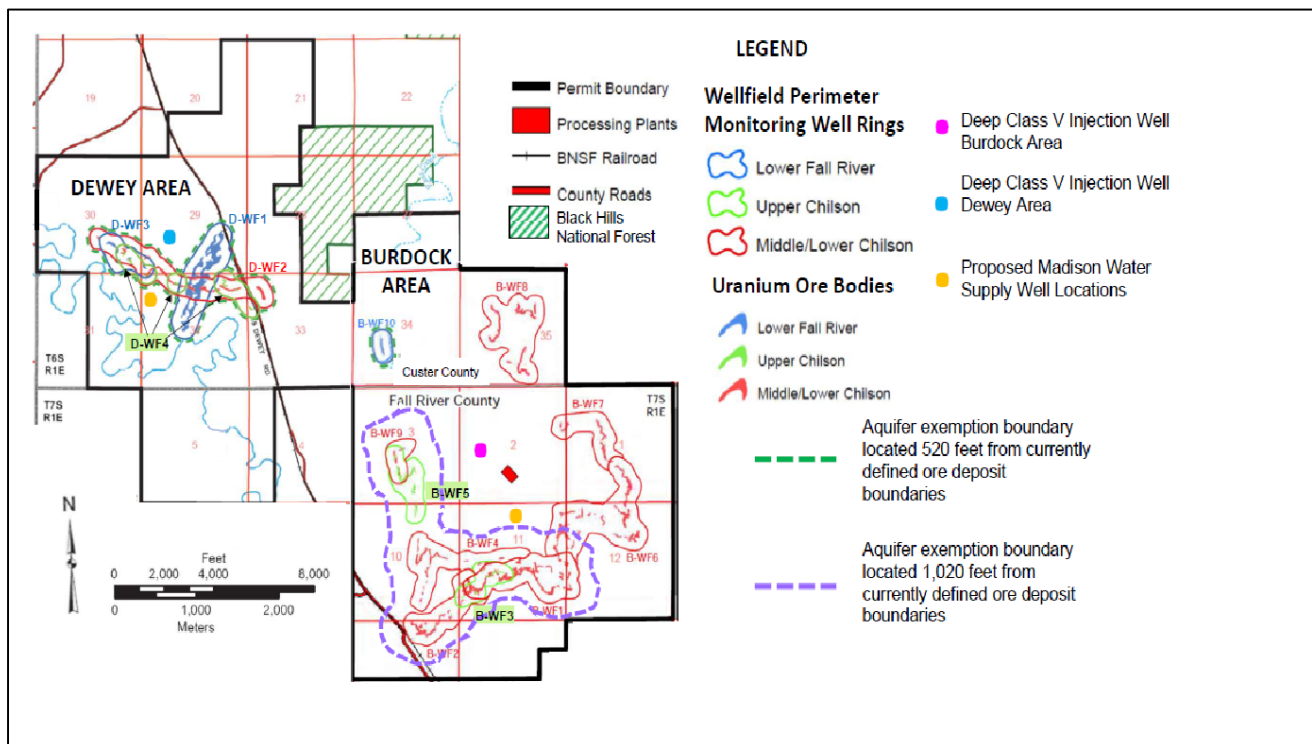 19
20
21
22
DEWEY AREA
30
29
D-WF3
D-WF1
D-WF2
D-WF4
33
DEWEY
T6S
R1E
T7S
R1E
5
4
BURDOCK
AREA
B-WF10
34
B-WF8
35
Custer County
Fall River County
T7S
R1E
B-WF7
B-WF9
3
2
1
B-WF5
10
B-WF4
11
12
B-WF6
B-WF3
B-WF1
B-WF2
N
Feet
0 2,000 4,000 8,000
0 1,000 2,000
Meters
Permit Boundary
Processing Plants
BNSF Railroad
County Roads
Black Hills
National Forest
LEGEND
Wellfield Perimeter
Monitoring Well Rings
Lower Fall River
Upper Chilson
Middle/Lower Chilson
Uranium Ore Bodies
Lower Fall River
Upper Chilson
Middle/Lower Chilson
Deep Class V Injection Well
Burdock Area
Deep Class V Injection Well
Dewey Area
Proposed Madison Water
Supply Well Locations
Aquifer exemption boundary
located 520 feet from currently
defined ore deposit
boundaries
Aquifer exemption boundary
located 1,020 feet from
currently defined ore deposit
boundaries